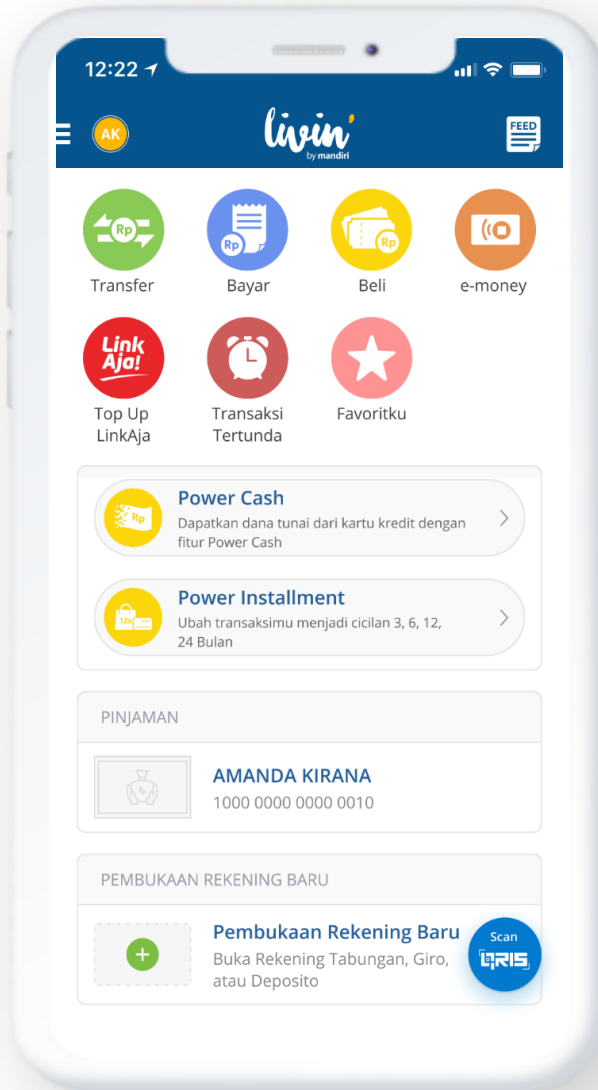 12:22
AK
livin'
by mandiri
FEED
Rp
Rp
Rp
Transfer
Bayar
Beli
e-money
Link
Aja!
Top Up
LinkAja
Transaksi
Tertunda
Favoritku
Rp
Power Cash
Dapatkan dana tunai dari kartu kredit dengan
fitur Power Cash
12x
Power Installment
Ubah transaksimu menjadi cicilan 3, 6, 12,
24 Bulan
PINJAMAN
AMANDA KIRANA
1000 0000 0000 0010
PEMBUKAAN REKENING BARU
Pembukaan Rekening Baru
Buka Rekening Tabungan, Giro,
atau Deposito
Scan
QRIS